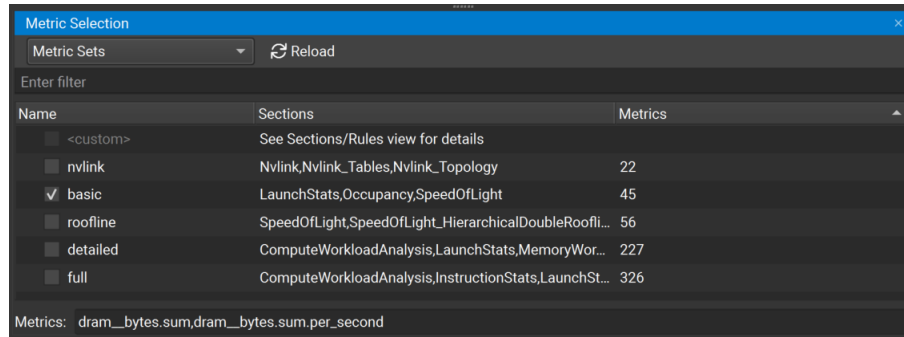 Metric Selection
Metric Sets Reload
Enter filter
Name Sections Metrics
<custom> See Sections/Rules view for details
nvlink Nvlink,Nvlink_Tables,Nvlink_Topology 22
basic LaunchStats,Occupancy,SpeedOfLight 45
roofline SpeedOfLight,SpeedOfLight_HierarchicalDoubleRoofli... 56
detailed ComputeWorkloadAnalysis,LaunchStats,MemoryWor... 227
full ComputeWorkloadAnalysis,InstructionStats,LaunchSt... 326
Metrics: dram__bytes.sum,dram__bytes.sum.per_second